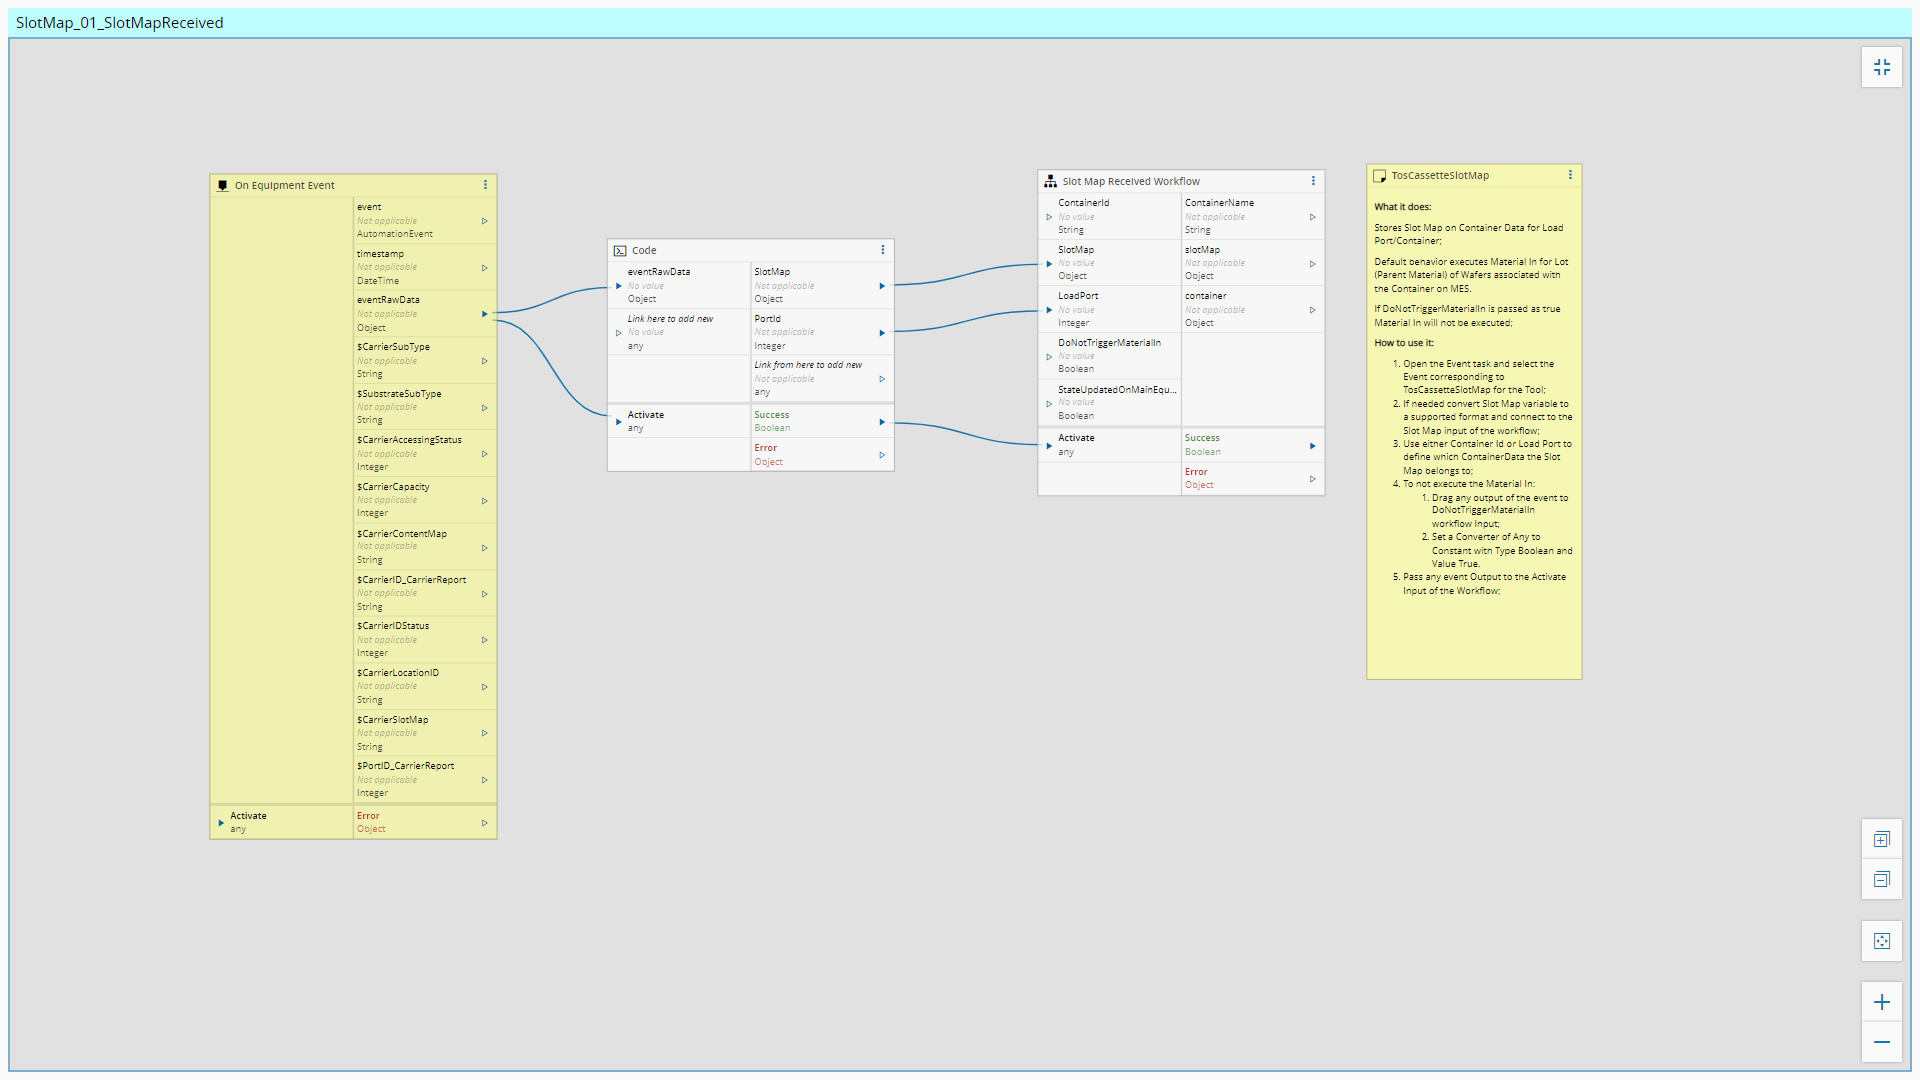 SlotMap_01_SlotMapReceived
On Equipment Event
event
Not applicable
AutomationEvent
timestamp
Not applicable
DateTime
eventRawData
Not applicable
Object
$CarrierSubType
Not applicable
String
$SubstrateSubType
Not applicable
String
$CarrierAccessingStatus
Not applicable
Integer
$CarrierCapacity
Not applicable
Integer
$CarrierContentMap
Not applicable
String
$CarrierID_CarrierReport
Not applicable
String
$CarrierIDStatus
Not applicable
Integer
$CarrierLocationID
Not applicable
String
$CarrierSlotMap
Not applicable
String
$PortID_CarrierReport
Not applicable
Integer
Activate
any
Error
Object
Code
eventRawData
No value
Object
Link here to add new
No value
any
SlotMap
Not applicable
Object
PortId
Not applicable
Integer
Link from here to add new
Not applicable
any
Activate
any
Success
Boolean
Error
Object
Slot Map Received Workflow
ContainerId
No value
String
SlotMap
No value
Object
LoadPort
No value
Integer
DoNotTriggerMaterialIn
No value
Boolean
StateUpdatedOnMainEqu...
No value
Boolean
ContainerName
Not applicable
String
slotMap
Not applicable
Object
container
Not applicable
Object
Activate
any
Success
Boolean
Error
Object
TosCassetteSlotMap
What it does:
Stores Slot Map on Container Data for Load
Port/Container;
Default behavior executes Material In for Lot
(Parent Material) of Wafers associated with
the Container on MES.
If DoNotTriggerMaterialIn is passed as true
Material In will not be executed;
How to use it:
1. Open the Event task and select the
Event corresponding to
TosCassetteSlotMap for the Tool;
2. If needed convert Slot Map variable to
a supported format and connect to the
Slot Map input of the workflow;
3. Use either Container Id or Load Port to
define which ContainerData the Slot
Map belongs to;
4. To not execute the Material In:
1. Drag any output of the event to
DoNotTriggerMaterialIn
workflow Input;
2. Set a Converter of Any to
Constant with Type Boolean and
Value True.
5. Pass any event Output to the Activate
Input of the Workflow;